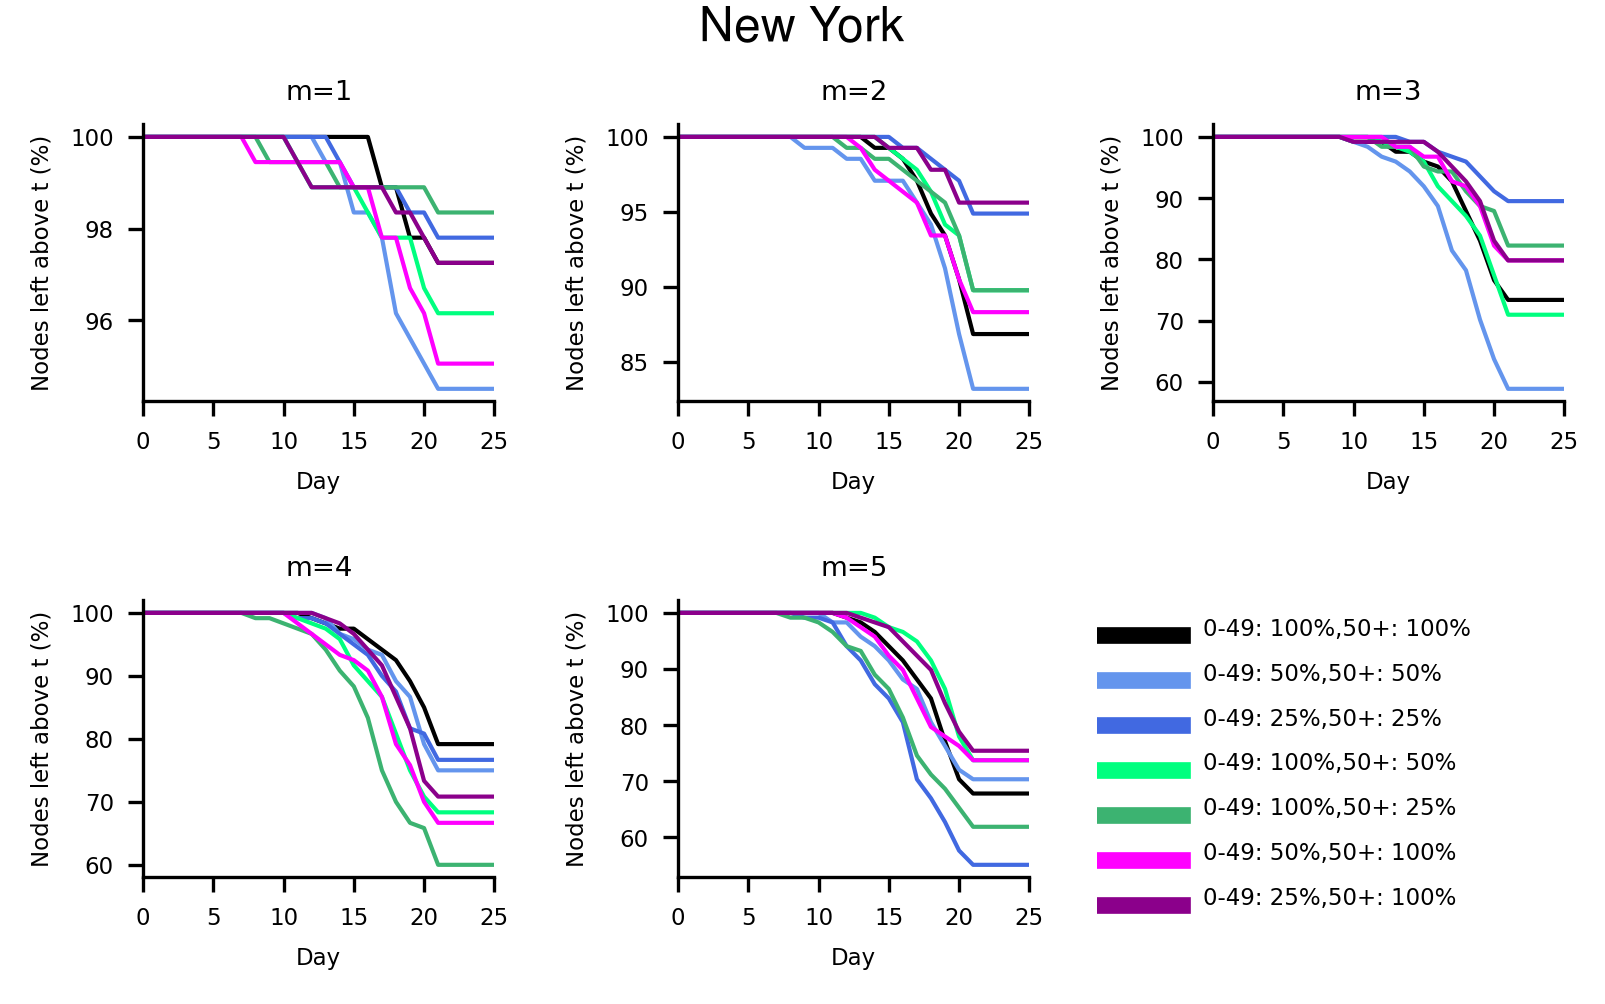 New York
m=1
m=2
m=3
Nodes left above t (%)
100
98
96
0 5 10 15 20 25
Day
Nodes left above t (%)
100
95
90
85
0 5 10 15 20 25
Day
Nodes left above t (%)
100
90
80
70
60
0 5 10 15 20 25
Day
m=4
m=5
Nodes left above t (%)
100
90
80
70
60
0 5 10 15 20 25
Day
Nodes left above t (%)
100
90
80
70
60
0 5 10 15 20 25
Day
0-49: 100%,50+: 100%
0-49: 50%,50+: 50%
0-49: 25%,50+: 25%
0-49: 100%,50+: 50%
0-49: 100%,50+: 25%
0-49: 50%,50+: 100%
0-49: 25%,50+: 100%